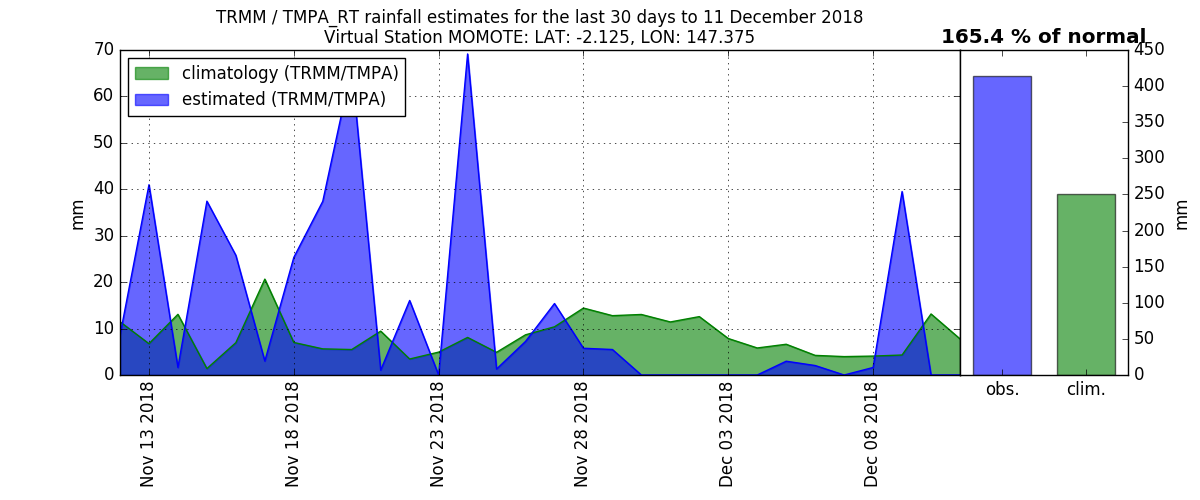 TRMM / TMPA_RT rainfall estimates for the last 30 days to 11 December 2018
Virtual Station MOMOTE: LAT: -2.125, LON: 147.375
165.4 % of normal
climatology (TRMM/TMPA)
estimated (TRMM/TMPA)
70
60
50
40
30
20
10
0
mm
Nov 13 2018
Nov 18 2018
Nov 23 2018
Nov 28 2018
Dec 03 2018
Dec 08 2018
450
400
350
300
250
200
150
100
50
0
mm
obs.
clim.